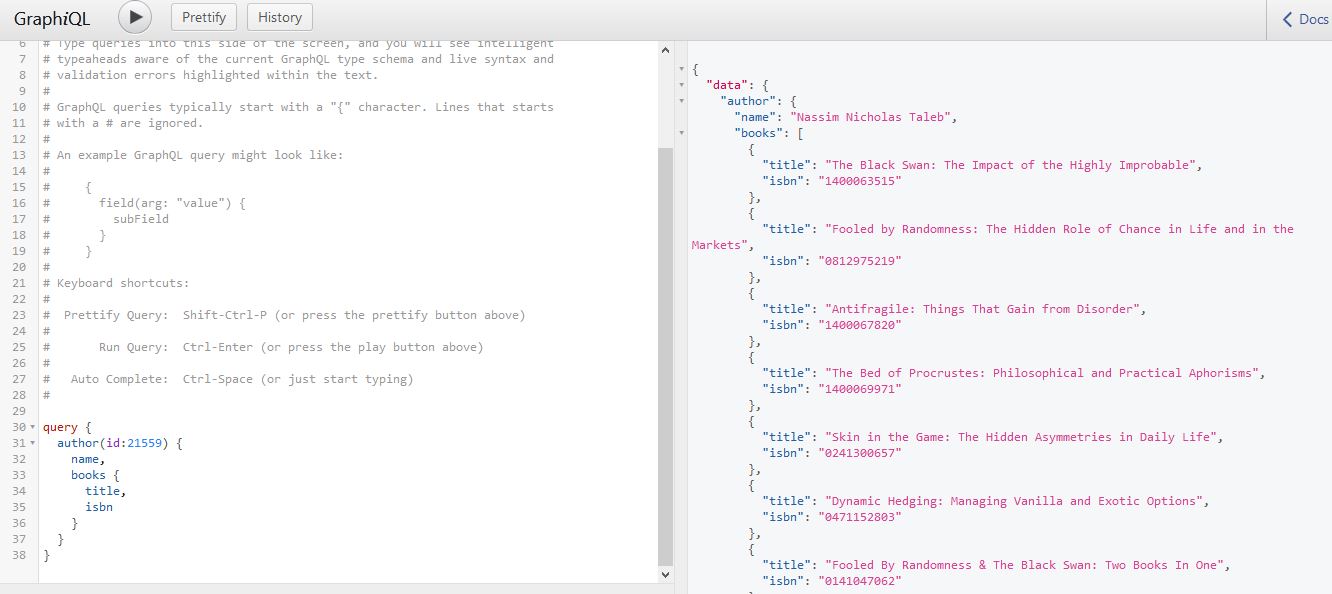 GraphiQL
Prettify
History
Docs
6 # Type queries into this side of the screen, and you will see intelligent
7 # typeaheads aware of the current GraphQL type schema and live syntax and
8 # validation errors highlighted within the text.
9 #
10 # GraphQL queries typically start with a "{" character. Lines that starts
11 # with a # are ignored.
12 #
13 # An example GraphQL query might look like:
14 #
15 #     {
16 #       field(arg: "value") {
17 #         subField
18 #       }
19 #     }
20 #
21 # Keyboard shortcuts:
22 #
23 #  Prettify Query:  Shift-Ctrl-P (or press the prettify button above)
24 #
25 #       Run Query:  Ctrl-Enter (or press the play button above)
26 #
27 #   Auto Complete:  Ctrl-Space (or just start typing)
28 #
29
30 query {
31   author(id:21559) {
32     name,
33     books {
34       title,
35       isbn
36     }
37   }
38 }
{
  "data": {
    "author": {
      "name": "Nassim Nicholas Taleb",
      "books": [
        {
          "title": "The Black Swan: The Impact of the Highly Improbable",
          "isbn": "1400063515"
        },
        {
          "title": "Fooled by Randomness: The Hidden Role of Chance in Life and in the
Markets",
          "isbn": "0812975219"
        },
        {
          "title": "Antifragile: Things That Gain from Disorder",
          "isbn": "1400067820"
        },
        {
          "title": "The Bed of Procrustes: Philosophical and Practical Aphorisms",
          "isbn": "1400069971"
        },
        {
          "title": "Skin in the Game: The Hidden Asymmetries in Daily Life",
          "isbn": "0241300657"
        },
        {
          "title": "Dynamic Hedging: Managing Vanilla and Exotic Options",
          "isbn": "0471152803"
        },
        {
          "title": "Fooled By Randomness & The Black Swan: Two Books In One",
          "isbn": "0141047062"